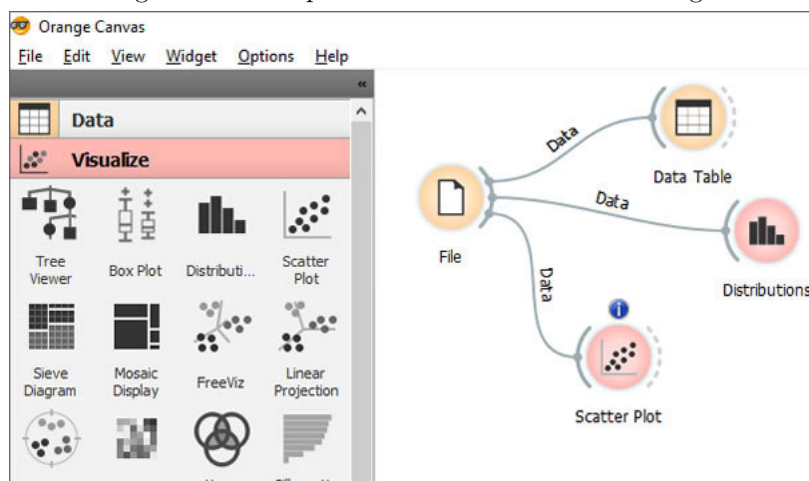 Orange Canvas
File Edit View Widget Options Help
Data
Visualize
Tree Viewer
Box Plot
Distributi...
Scatter Plot
Sieve Diagram
Mosaic Display
FreeViz
Linear Projection
File
Data
Data Table
Data
Distributions
Data
Scatter Plot